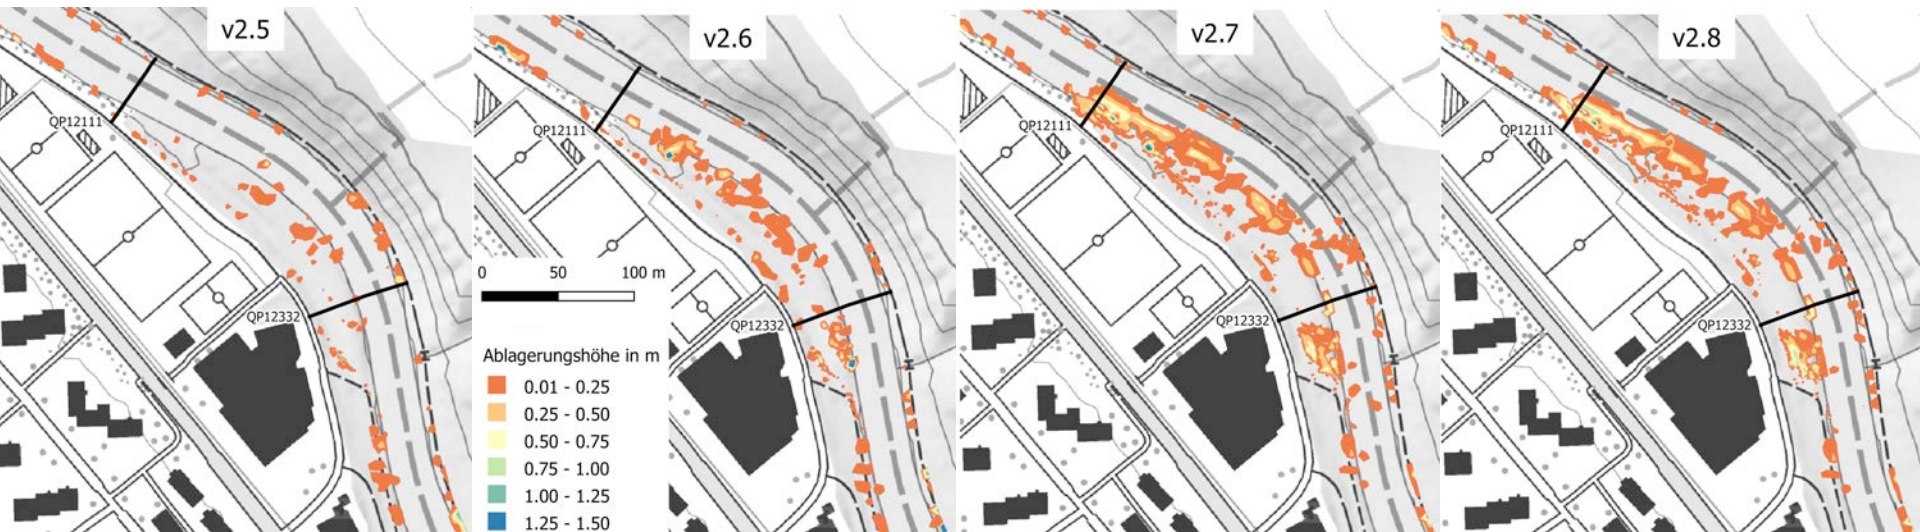 v2.5
v2.6
v2.7
v2.8
QP12111
QP12111
QP12111
QP12111
0 50 100 m
QP12332
QP12332
QP12332
QP12332
Ablagerungshöhe in m
0.01 - 0.25
0.25 - 0.50
0.50 - 0.75
0.75 - 1.00
1.00 - 1.25
1.25 - 1.50